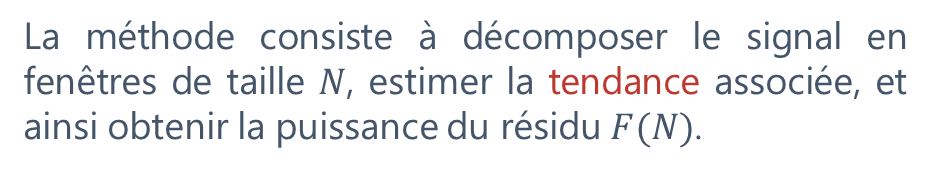 La méthode consiste à décomposer le signal en
fenêtres de taille N, estimer la tendance associée, et
ainsi obtenir la puissance du résidu F(N).